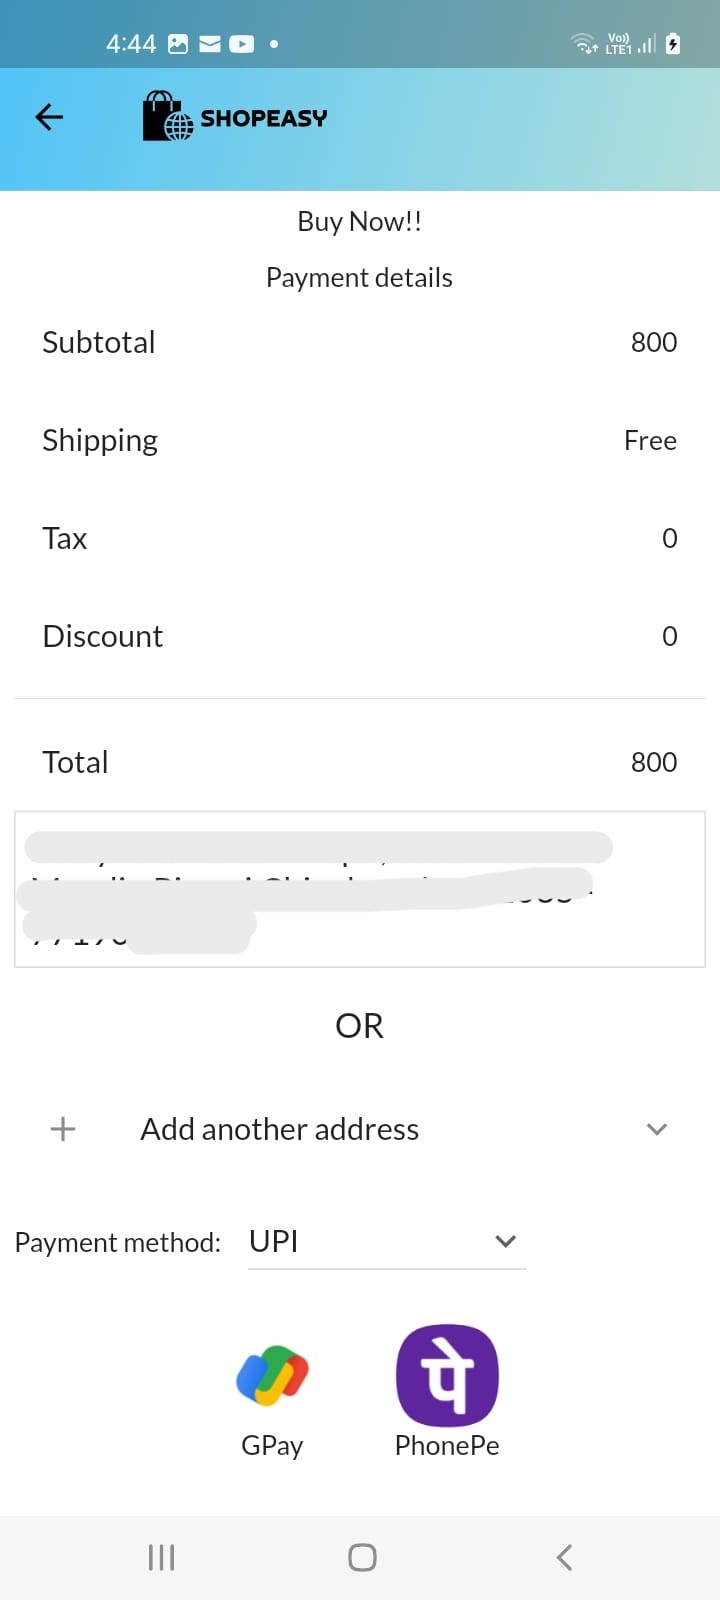 4:44
Vo))
LTE1
SHOPEASY
Buy Now!!
Payment details
Subtotal 800
Shipping Free
Tax 0
Discount 0
Total 800
OR
+ Add another address
Payment method: UPI
पे
GPay PhonePe